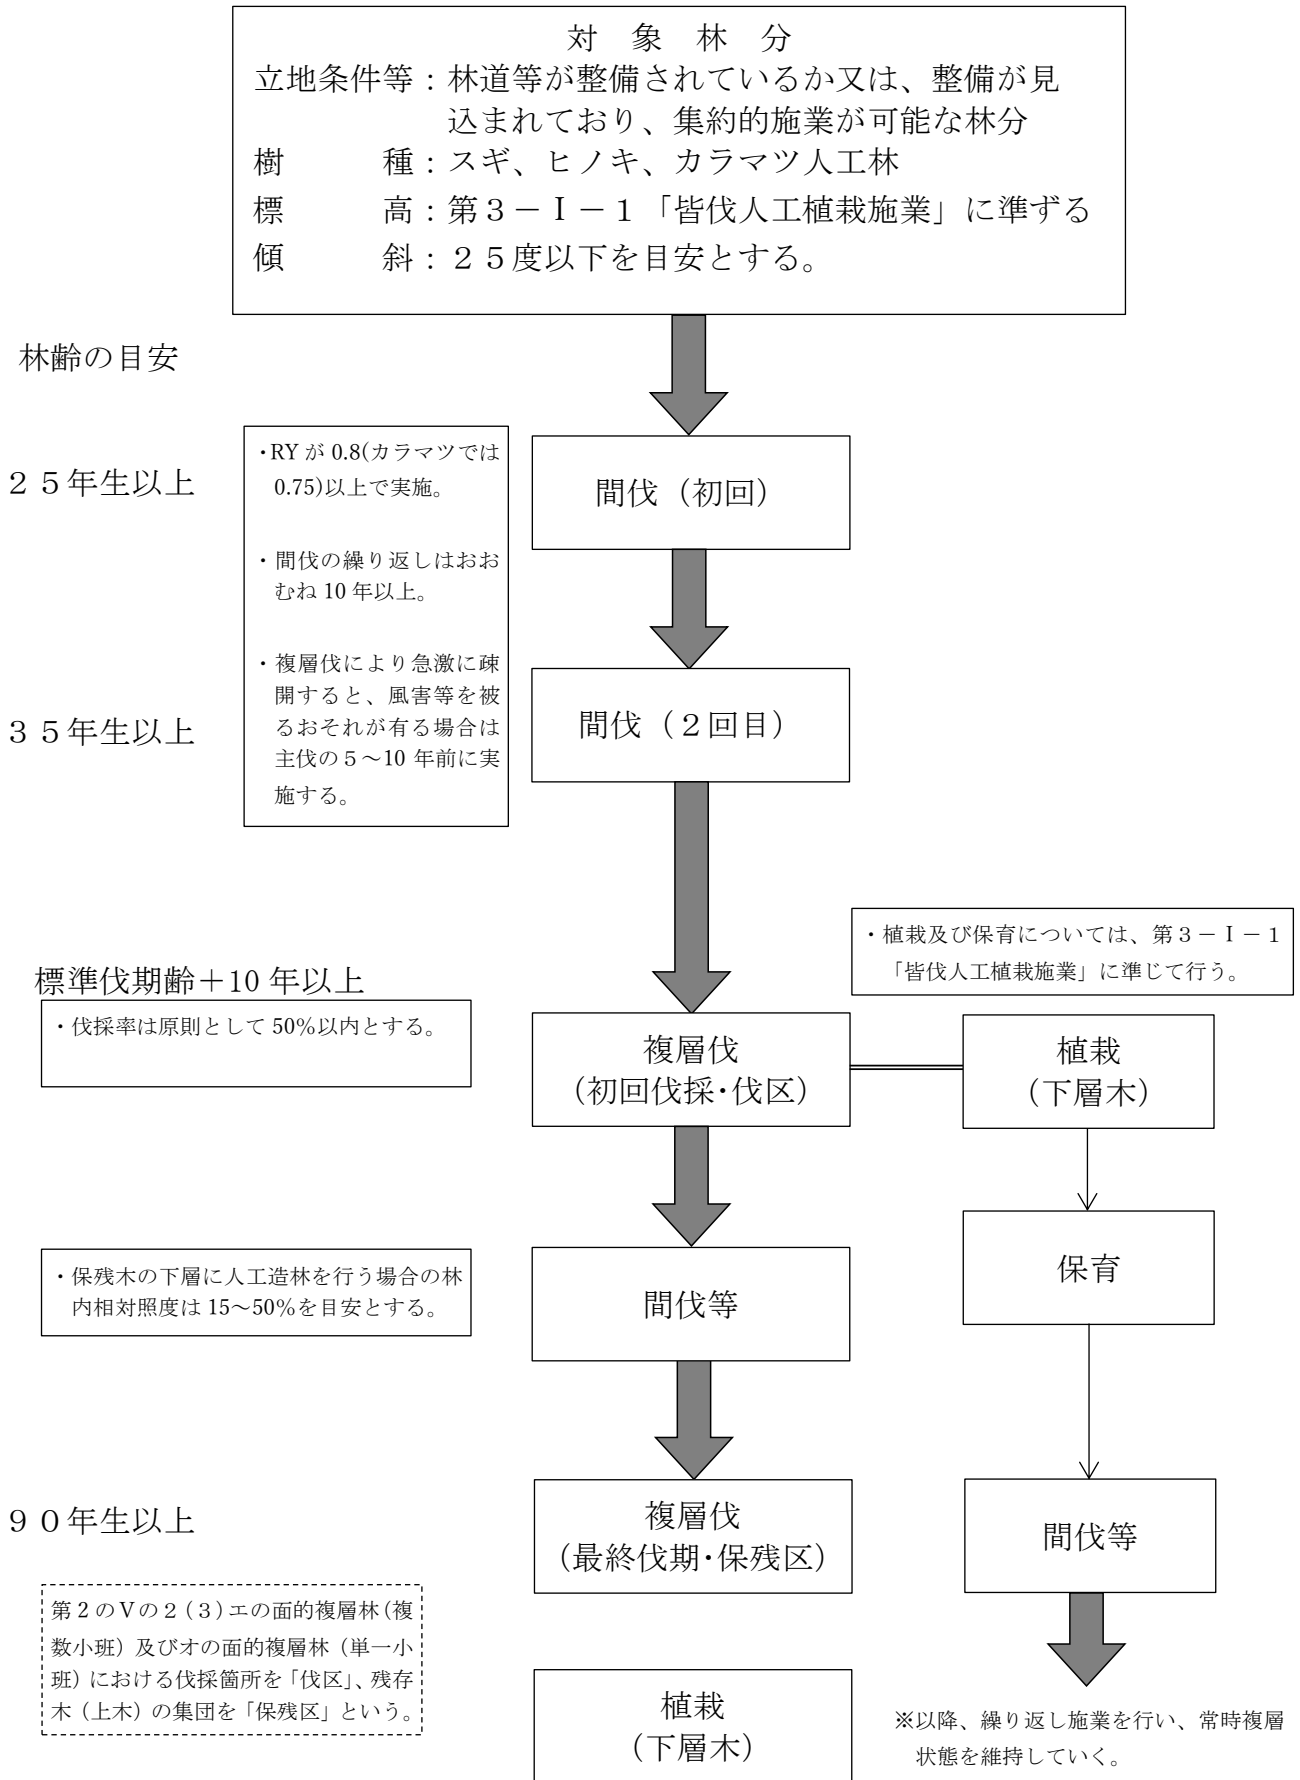 対 象 林 分
立地条件等：林道等が整備されているか又は、整備が見
込まれており、集約的施業が可能な林分
樹 種：スギ、ヒノキ、カラマツ人工林
標 高：第３－Ⅰ－１「皆伐人工植栽施業」に準ずる
傾 斜：２５度以下を目安とする。
林齢の目安
２５年生以上
・RY が 0.8(カラマツでは
0.75)以上で実施。
・間伐の繰り返しはおお
むね 10 年以上。
・複層伐により急激に疎
開すると、風害等を被
るおそれが有る場合は
主伐の５～10 年前に実
施する。
間伐（初回）
３５年生以上
間伐（２回目）
・植栽及び保育については、第３－Ⅰ－１
「皆伐人工植栽施業」に準じて行う。
標準伐期齢＋10 年以上
・伐採率は原則として 50%以内とする。
複層伐
（初回伐採・伐区）
植栽
（下層木）
・保残木の下層に人工造林を行う場合の林
内相対照度は 15～50%を目安とする。
間伐等
保育
９０年生以上
複層伐
（最終伐期・保残区）
間伐等
第２のⅤの２(３)エの面的複層林(複
数小班）及びオの面的複層林（単一小
班）における伐採箇所を「伐区」、残存
木（上木）の集団を「保残区」という。
植栽
（下層木）
※以降、繰り返し施業を行い、常時複層
状態を維持していく。